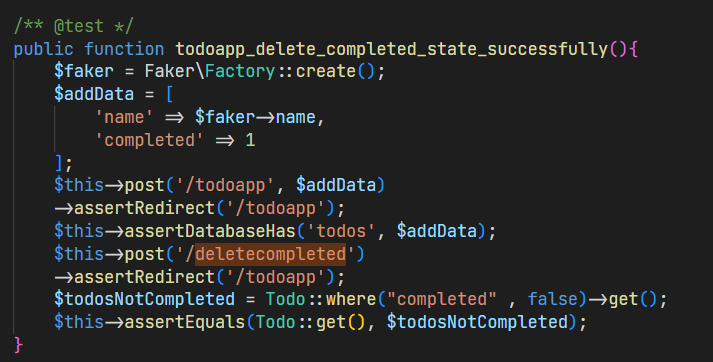 /** @test */
public function todoapp_delete_completed_state_successfully(){
    $faker = Faker\Factory::create();
    $addData = [
        'name' => $faker->name,
        'completed' => 1
    ];
    $this->post('/todoapp', $addData)
    ->assertRedirect('/todoapp');
    $this->assertDatabaseHas('todos', $addData);
    $this->post('/deletecompleted')
    ->assertRedirect('/todoapp');
    $todosNotCompleted = Todo::where("completed" , false)->get();
    $this->assertEquals(Todo::get(), $todosNotCompleted);
}